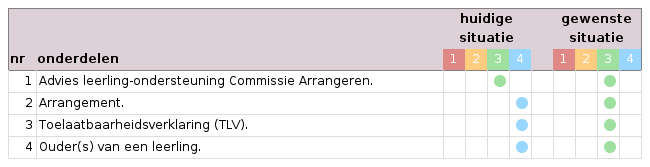 huidige situatie gewenste situatie
nr onderdelen 1 2 3 4 1 2 3 4
1 Advies leerling-ondersteuning Commissie Arrangeren.
2 Arrangement.
3 Toelaatbaarheidsverklaring (TLV).
4 Ouder(s) van een leerling.